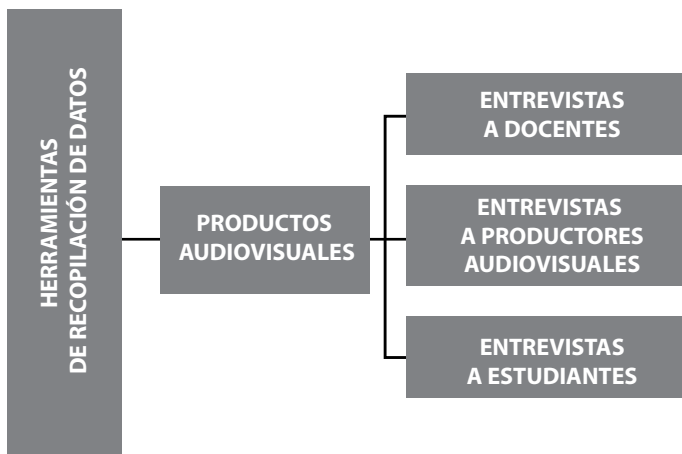 HERRAMIENTAS
DE RECOPILACIÓN DE DATOS
PRODUCTOS
AUDIOVISUALES
ENTREVISTAS
A DOCENTES
ENTREVISTAS
A PRODUCTORES
AUDIOVISUALES
ENTREVISTAS
A ESTUDIANTES